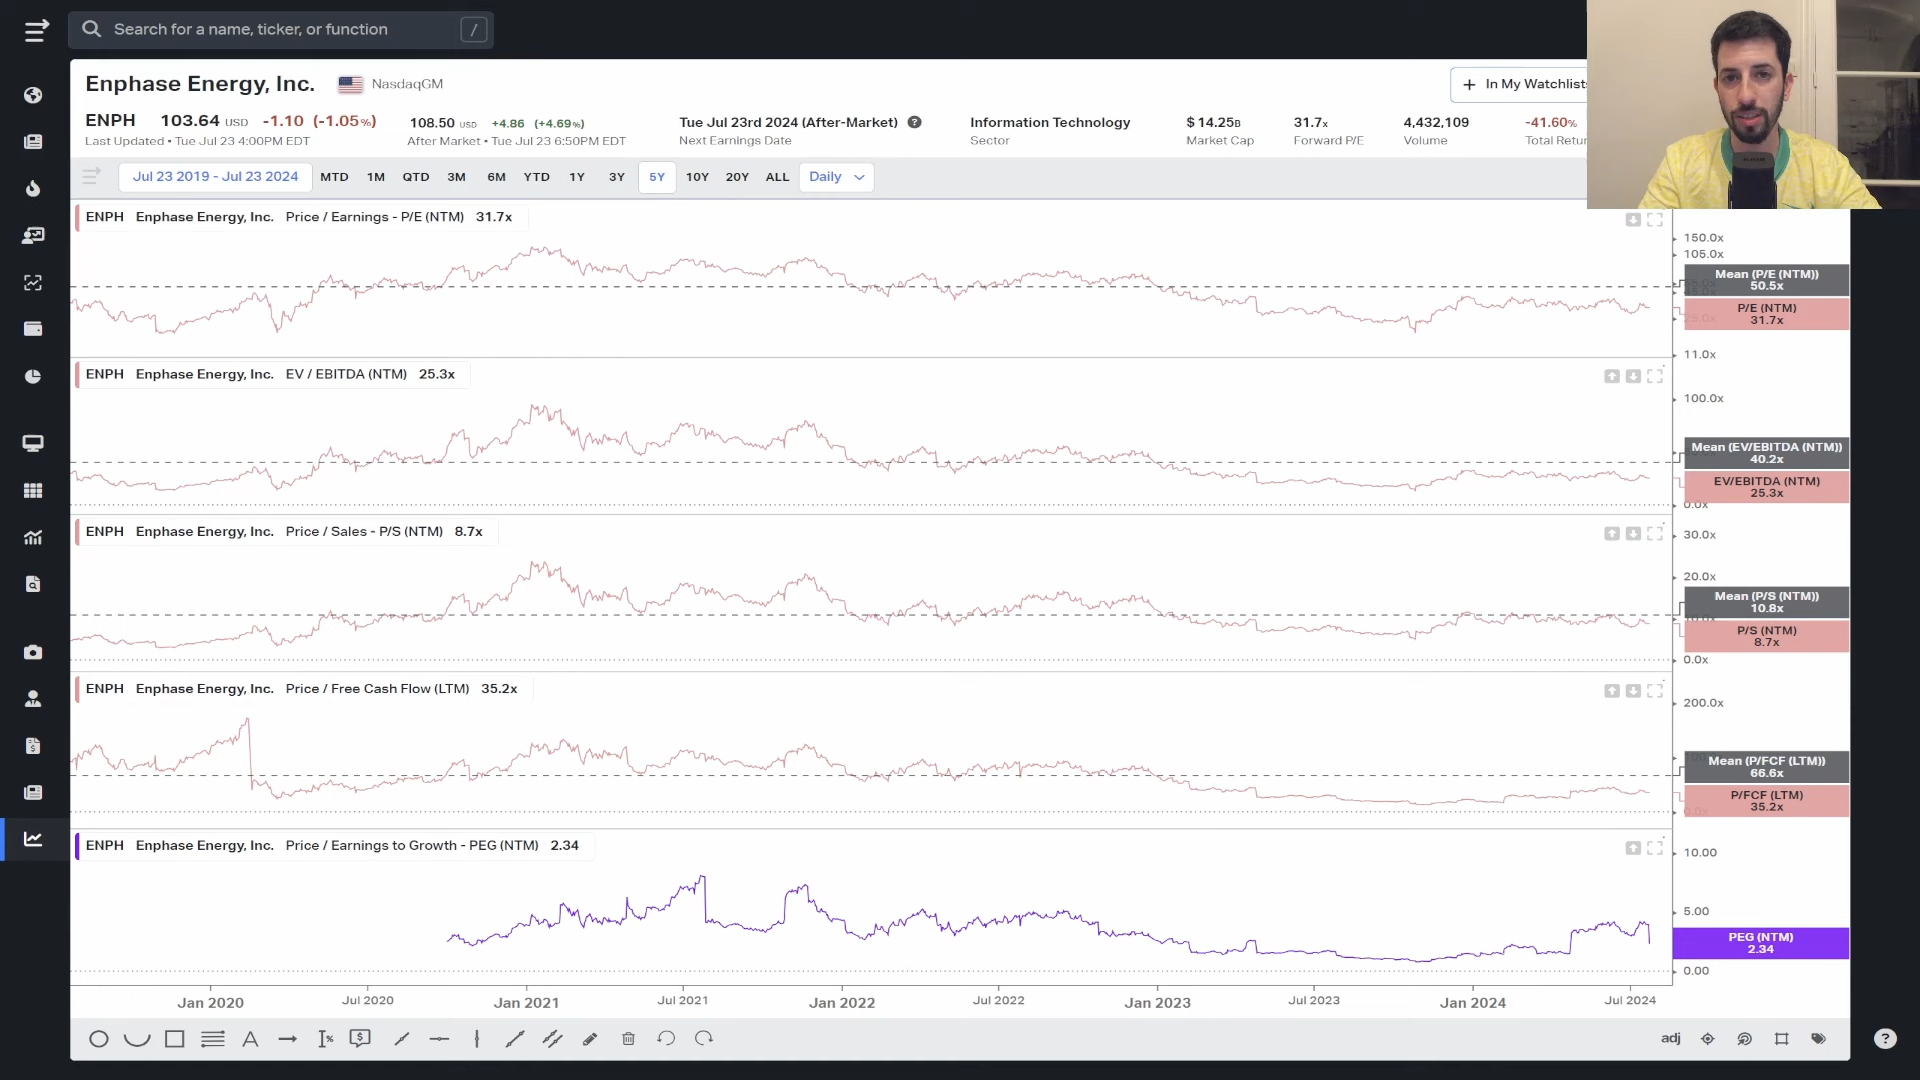 Search for a name, ticker, or function /
Enphase Energy, Inc. NasdaqGM
+ In My Watchlist
ENPH 103.64 USD -1.10 (-1.05%) 108.50 USD +4.86 (+4.69%) Tue Jul 23rd 2024 (After-Market) ? Information Technology $ 14.25B 31.7x 4,432,109 -41.60%
Last Updated • Tue Jul 23 4:00PM EDT After Market • Tue Jul 23 6:50PM EDT Next Earnings Date Sector Market Cap Forward P/E Volume Total Retur
Jul 23 2019 - Jul 23 2024 MTD 1M QTD 3M 6M YTD 1Y 3Y 5Y 10Y 20Y ALL Daily
ENPH Enphase Energy, Inc. Price / Earnings - P/E (NTM) 31.7x
150.0x
105.0x
Mean (P/E (NTM))
50.5x
P/E (NTM)
31.7x
11.0x
ENPH Enphase Energy, Inc. EV / EBITDA (NTM) 25.3x
100.0x
Mean (EV/EBITDA (NTM))
40.2x
EV/EBITDA (NTM)
25.3x
0.0x
ENPH Enphase Energy, Inc. Price / Sales - P/S (NTM) 8.7x
30.0x
20.0x
Mean (P/S (NTM))
10.8x
P/S (NTM)
8.7x
0.0x
ENPH Enphase Energy, Inc. Price / Free Cash Flow (LTM) 35.2x
200.0x
Mean (P/FCF (LTM))
66.6x
P/FCF (LTM)
35.2x
ENPH Enphase Energy, Inc. Price / Earnings to Growth - PEG (NTM) 2.34
10.00
5.00
PEG (NTM)
2.34
0.00
Jan 2020 Jul 2020 Jan 2021 Jul 2021 Jan 2022 Jul 2022 Jan 2023 Jul 2023 Jan 2024 Jul 2024
A % $ adj ?